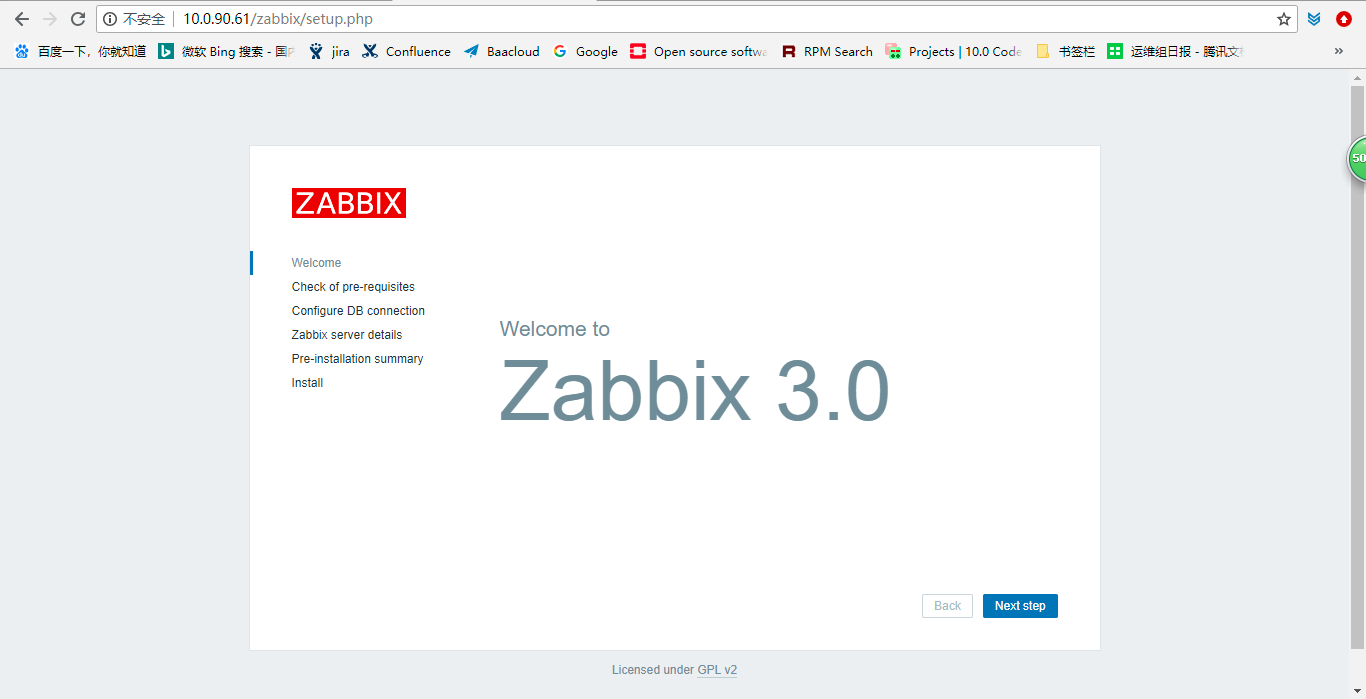 不安全 10.0.90.61/zabbix/setup.php
百度一下，你就知道 微软 Bing 搜索 - 国内 jira Confluence Baacloud Google Open source softwa RPM Search Projects | 10.0 Code 书签栏 运维组日报 - 腾讯文 »
50
ZABBIX
Welcome
Check of pre-requisites
Configure DB connection
Zabbix server details
Pre-installation summary
Install
Welcome to
Zabbix 3.0
Back Next step
Licensed under GPL v2